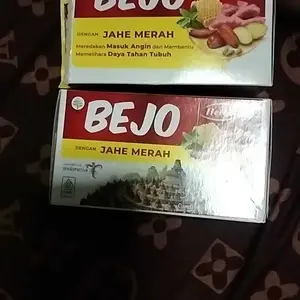 BEJO
DENGAN JAHE MERAH
Meredakan Masuk Angin dan Membantu
Memelihara Daya Tahan Tubuh
BEJO
DENGAN JAHE MERAH